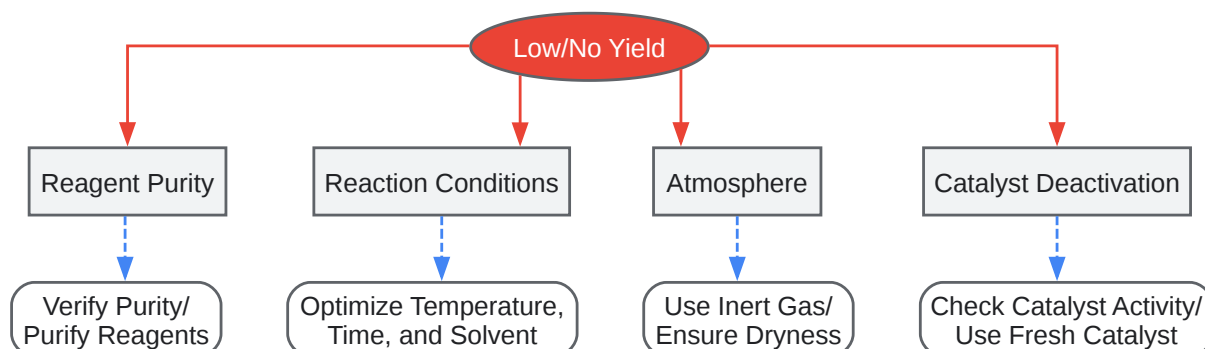 Low/No Yield
Reagent Purity
Reaction Conditions
Atmosphere
Catalyst Deactivation
Verify Purity/
Purify Reagents
Optimize Temperature,
Time, and Solvent
Use Inert Gas/
Ensure Dryness
Check Catalyst Activity/
Use Fresh Catalyst